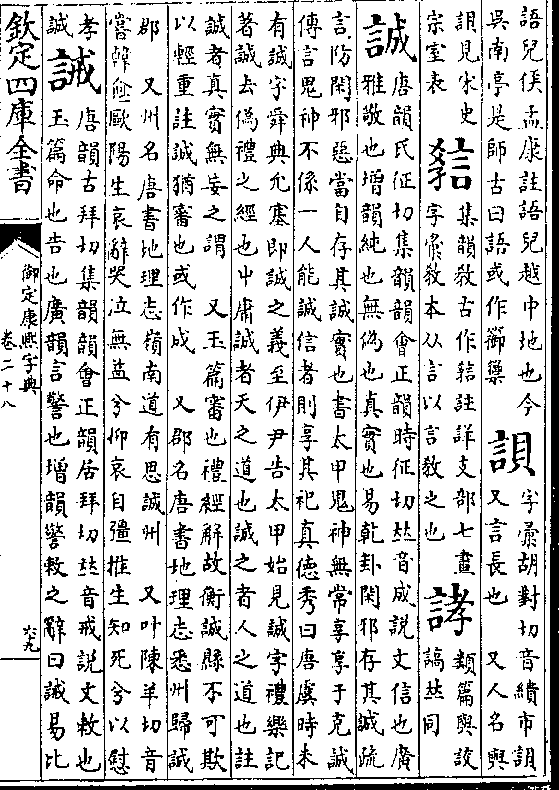 語兒侯孟康註語兒越中地也今
吳南亭是師古曰語或作
字彙胡對切音繢市
又言長也　又人名與
見宋史
宗室表
集韻敎古作註詳支部七畫
字彙敎本从言以言敎之也
誟
類篇與詨
謞𠀤同
誠
唐韻氏征切集韻韻會正韻時征切𠀤音成說文信也廣
雅敬也增韻純也無偽也真實也易乾卦閑邪存其誠疏
言防閑邪惡當自存其誠實也書太甲鬼神無常享享于克誠
傳言鬼神不係一人能誠信者則享其祀真德秀曰唐虞時未
有誠字舜典允塞即誠之義至伊尹告太甲始見誠字禮樂記
著誠去偽禮之經也中庸誠者天之道也誠之者人之道也註
誠者真實無妄之謂　又玉篇審也禮經解故衡誠縣不可欺
以輕重註誠猶審也或作成　又郡名唐書地理志悉州歸誠
郡　又州名唐書地理志嶺南道有思誠州　又叶陳羊切音
嘗韓愈歐陽生哀辭哭泣無益兮抑哀自彊推生知死兮以慰
孝誠
誡
唐韻古拜切集韻韻會正韻居拜切𠀤音戒說文敕也
玉篇命也告也廣韻言警也增韻警敕之辭曰誡易比
欽定四庫全書
御定康熙字典
卷二十八
六十九